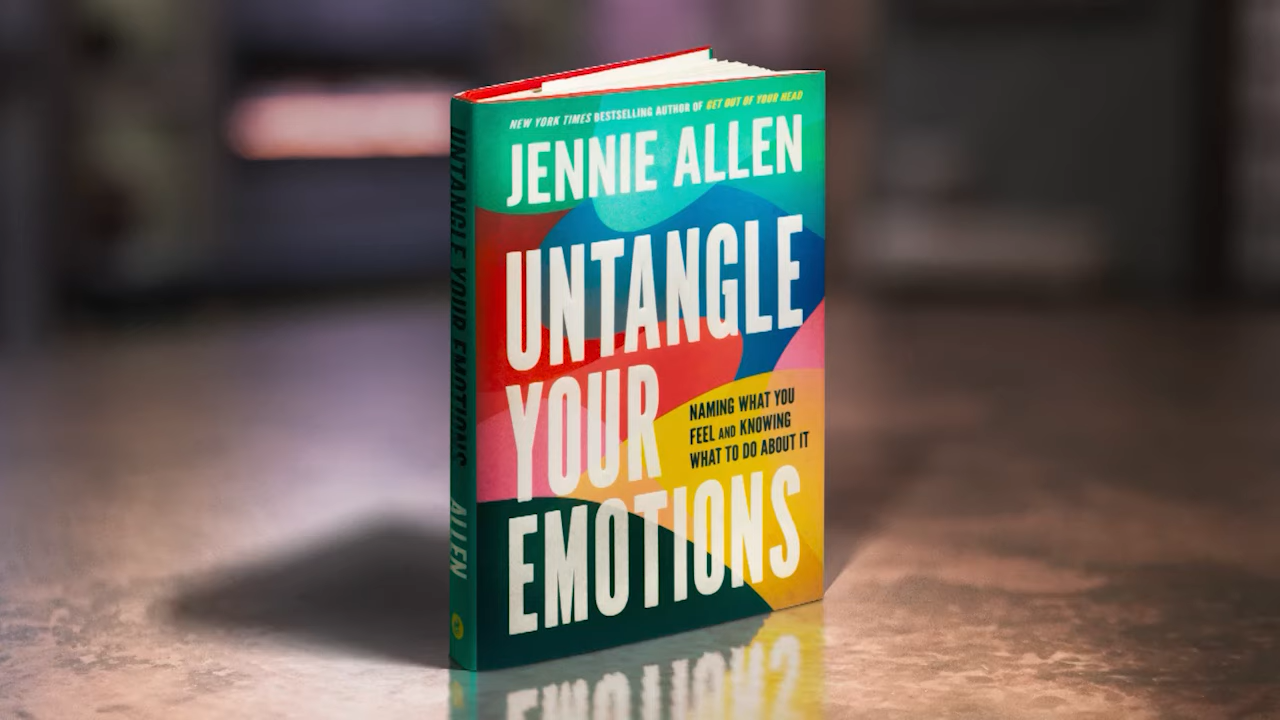 NEW YORK TIMES BESTSELLING AUTHOR OF GET OUT OF YOUR HEAD
JENNIE ALLEN
UNTANGLE
YOUR
EMOTIONS
NAMING WHAT YOU
FEEL AND KNOWING
WHAT TO DO ABOUT IT
UNTANGLE YOUR EMOTIONS ALLEN